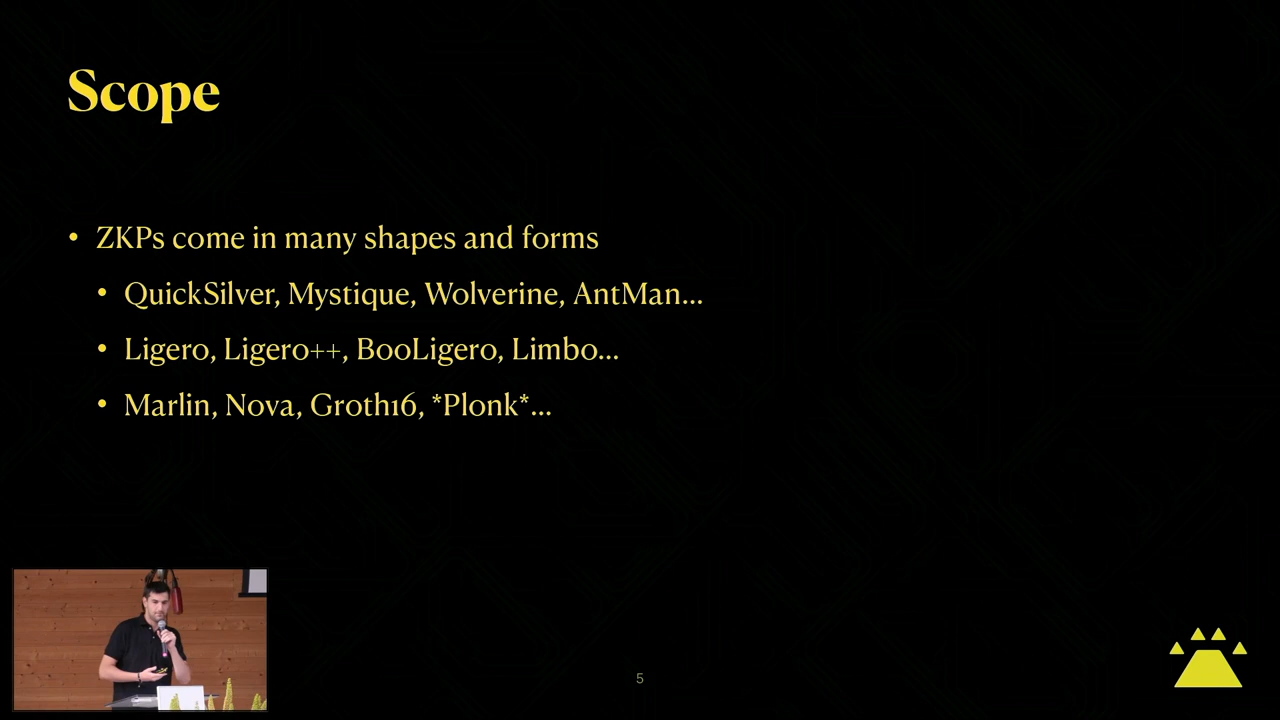 Scope
• ZKPs come in many shapes and forms
• QuickSilver, Mystique, Wolverine, AntMan...
• Ligero, Ligero++, BooLigero, Limbo...
• Marlin, Nova, Groth16, *Plonk*...
5